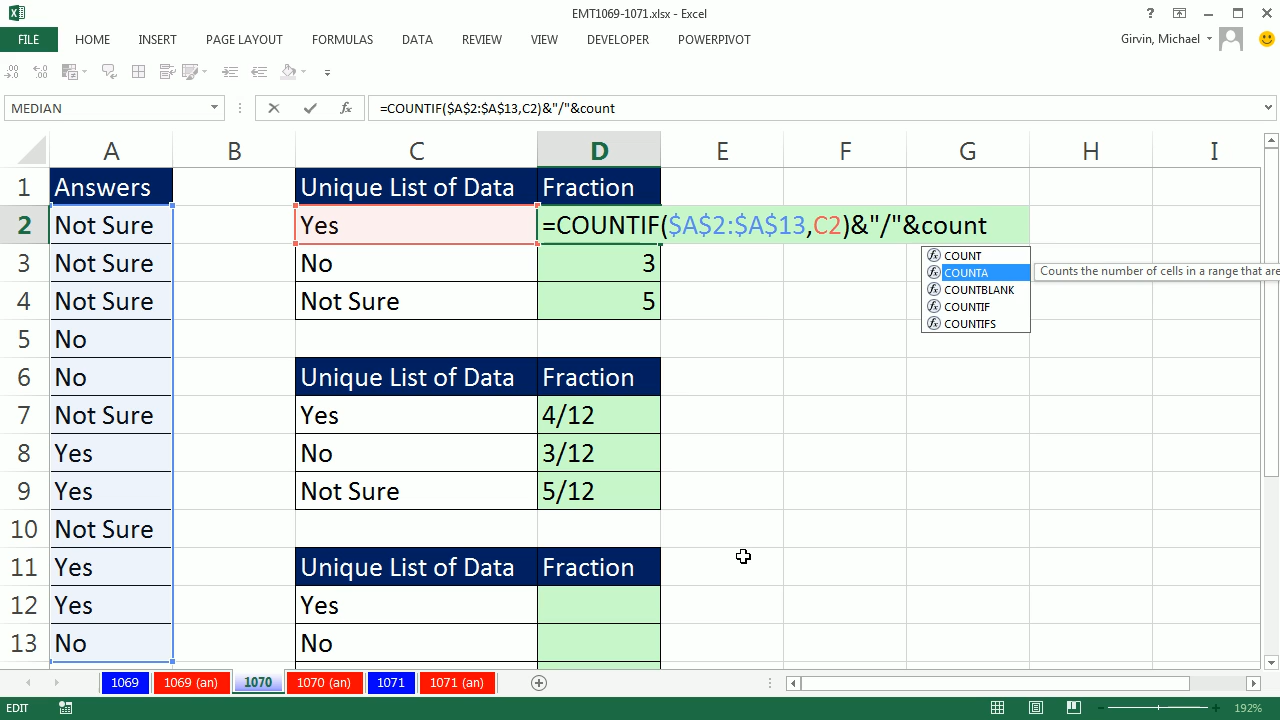 EMT1069-1071.xlsx - Excel
?
FILE HOME INSERT PAGE LAYOUT FORMULAS DATA REVIEW VIEW DEVELOPER POWERPIVOT Girvin, Michael
MEDIAN =COUNTIF($A$2:$A$13,C2)&"/"&count
A B C D E F G H I
1 Answers Unique List of Data Fraction
2 Not Sure Yes =COUNTIF($A$2:$A$13,C2)&"/"&count
COUNT
3 Not Sure No 3 COUNTA Counts the number of cells in a range that are
COUNTBLANK
4 Not Sure Not Sure 5 COUNTIF
COUNTIFS
5 No
6 No Unique List of Data Fraction
7 Not Sure Yes 4/12
8 Yes No 3/12
9 Yes Not Sure 5/12
10 Not Sure
11 Yes Unique List of Data Fraction
12 Yes Yes
13 No No
1069 1069 (an) 1070 1070 (an) 1071 1071 (an)
EDIT 192%